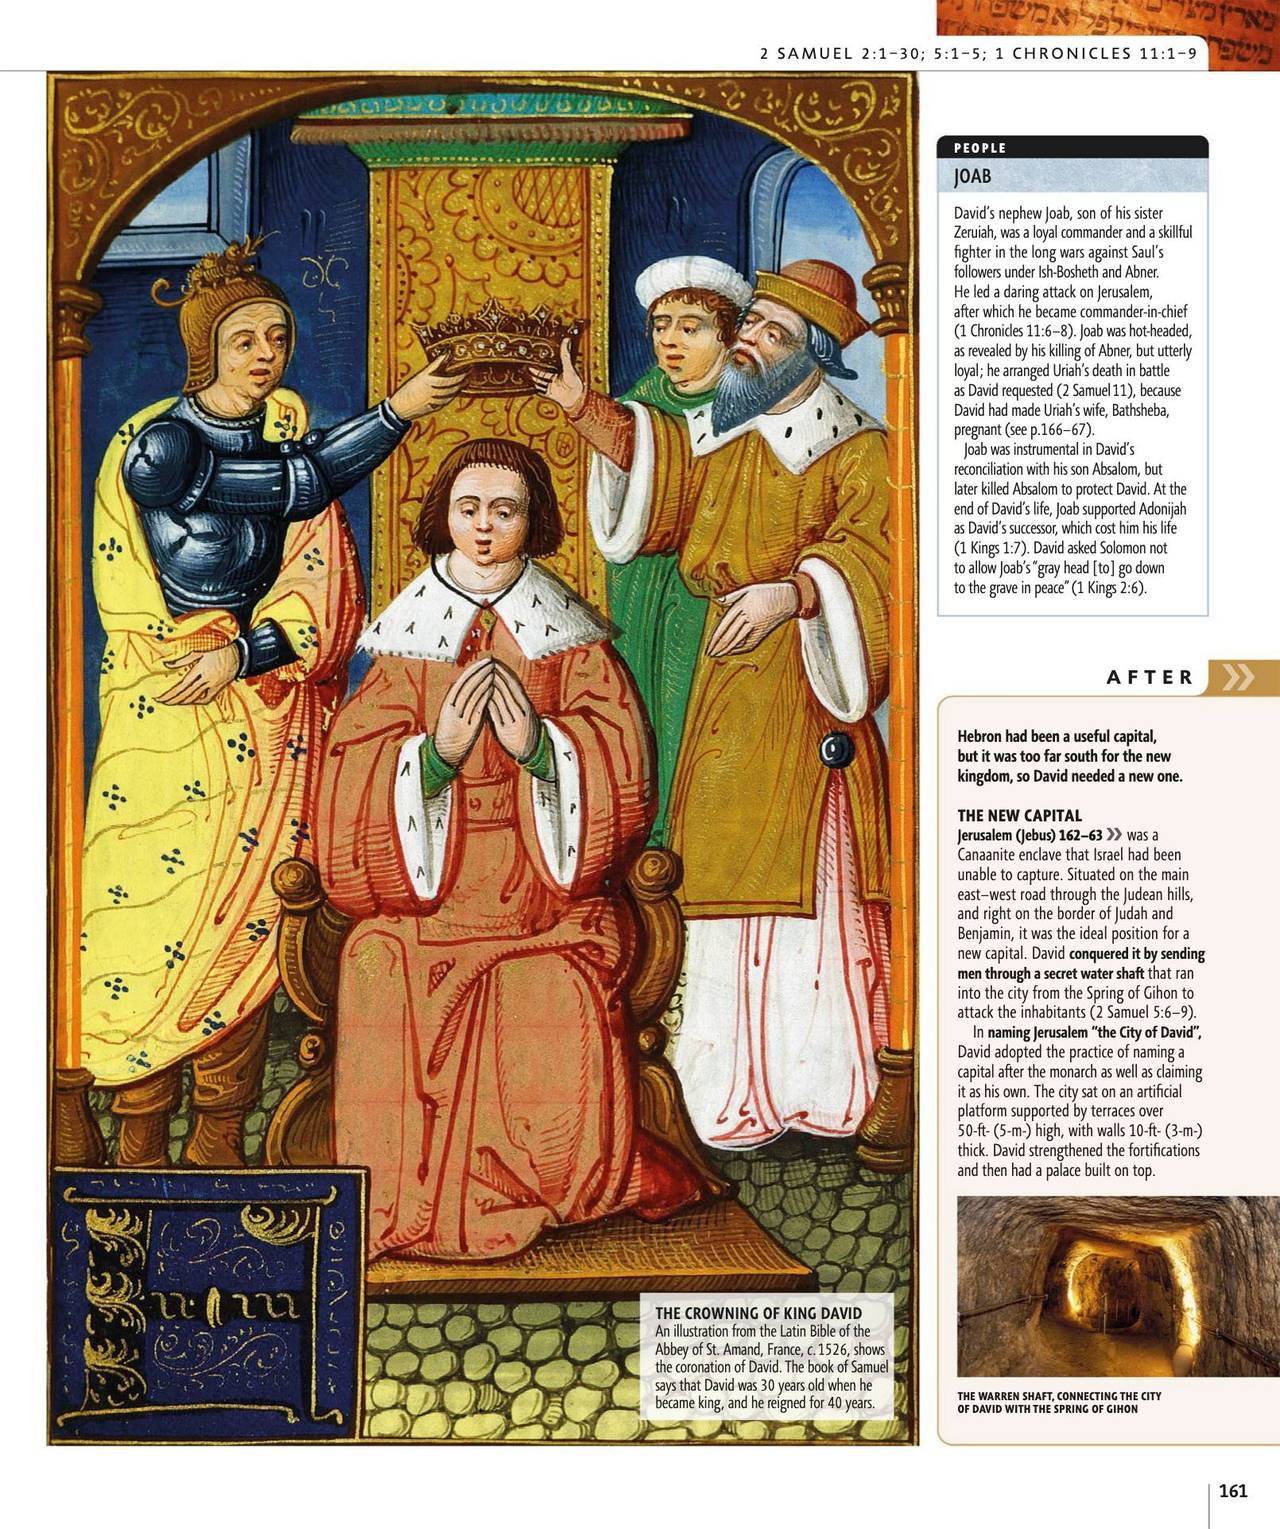 2 SAMUEL 2:1–30; 5:1–5; 1 CHRONICLES 11:1–9
PEOPLE
JOAB
David's nephew Joab, son of his sister
Zeruiah, was a loyal commander and a skillful
fighter in the long wars against Saul's
followers under Ish-Bosheth and Abner.
He led a daring attack on Jerusalem,
after which he became commander-in-chief
(1 Chronicles 11:6–8). Joab was hot-headed,
as revealed by his killing of Abner, but utterly
loyal; he arranged Uriah's death in battle
as David requested (2 Samuel 11), because
David had made Uriah's wife, Bathsheba,
pregnant (see p.166–67).
Joab was instrumental in David's
reconciliation with his son Absalom, but
later killed Absalom to protect David. At the
end of David's life, Joab supported Adonijah
as David's successor, which cost him his life
(1 Kings 1:7). David asked Solomon not
to allow Joab's "gray head [to] go down
to the grave in peace" (1 Kings 2:6).
AFTER
Hebron had been a useful capital,
but it was too far south for the new
kingdom, so David needed a new one.
THE NEW CAPITAL
Jerusalem (Jebus) 162–63 » was a
Canaanite enclave that Israel had been
unable to capture. Situated on the main
east–west road through the Judean hills,
and right on the border of Judah and
Benjamin, it was the ideal position for a
new capital. David conquered it by sending
men through a secret water shaft that ran
into the city from the Spring of Gihon to
attack the inhabitants (2 Samuel 5:6–9).
In naming Jerusalem "the City of David",
David adopted the practice of naming a
capital after the monarch as well as claiming
it as his own. The city sat on an artificial
platform supported by terraces over
50-ft- (5-m-) high, with walls 10-ft- (3-m-)
thick. David strengthened the fortifications
and then had a palace built on top.
THE WARREN SHAFT, CONNECTING THE CITY
OF DAVID WITH THE SPRING OF GIHON
THE CROWNING OF KING DAVID
An illustration from the Latin Bible of the
Abbey of St. Amand, France, c.1526, shows
the coronation of David. The book of Samuel
says that David was 30 years old when he
became king, and he reigned for 40 years.
161